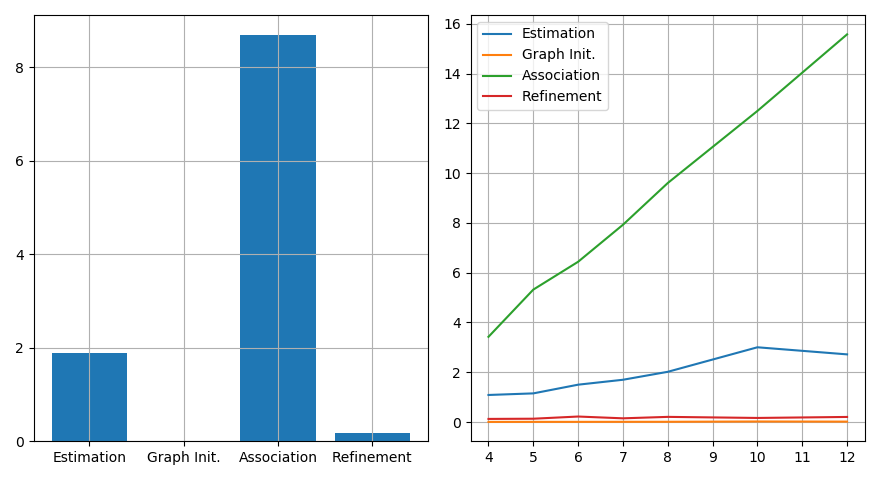 8
6
4
2
0
Estimation Graph Init. Association Refinement
16
14
12
10
8
6
4
2
0
Estimation
Graph Init.
Association
Refinement
4 5 6 7 8 9 10 11 12